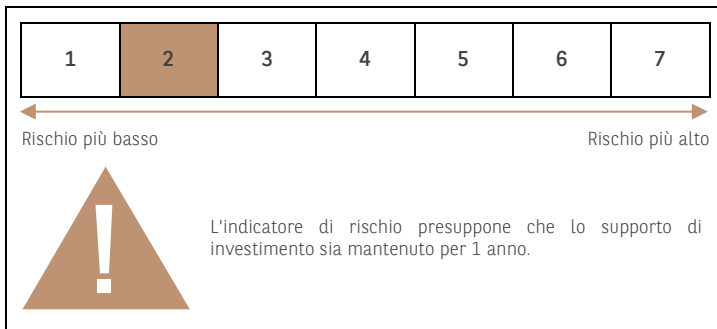 1 2 3 4 5 6 7
Rischio più basso Rischio più alto
L'indicatore di rischio presuppone che lo supporto di
investimento sia mantenuto per 1 anno.